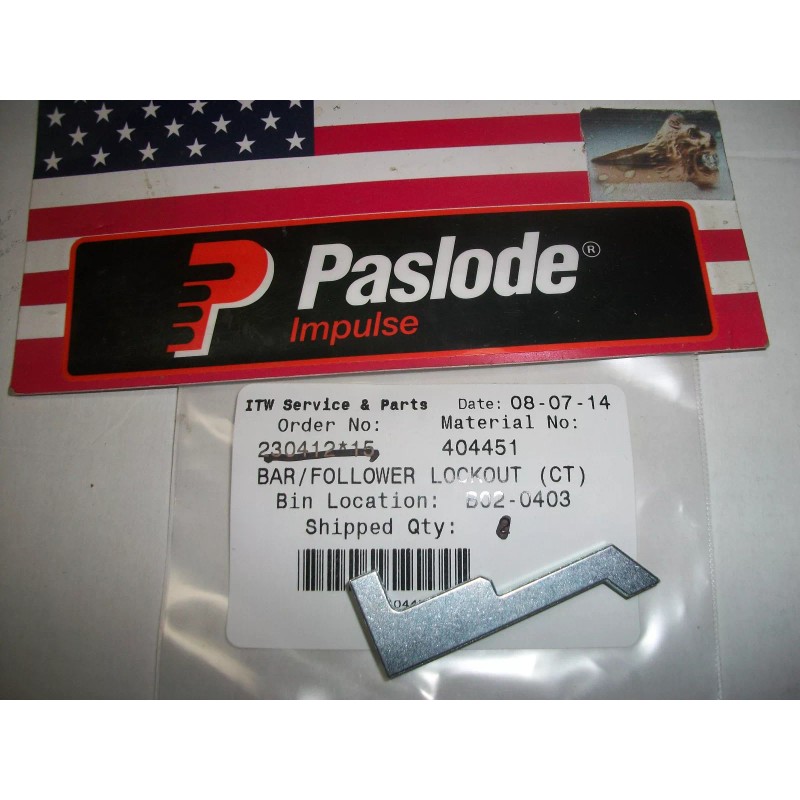 Paslode®
Impulse
ITW Service & Parts Date: 08-07-14
Order No: Material No:
230412*15 404451
BAR/FOLLOWER LOCKOUT (CT)
Bin Location: B02-0403
Shipped Qty: